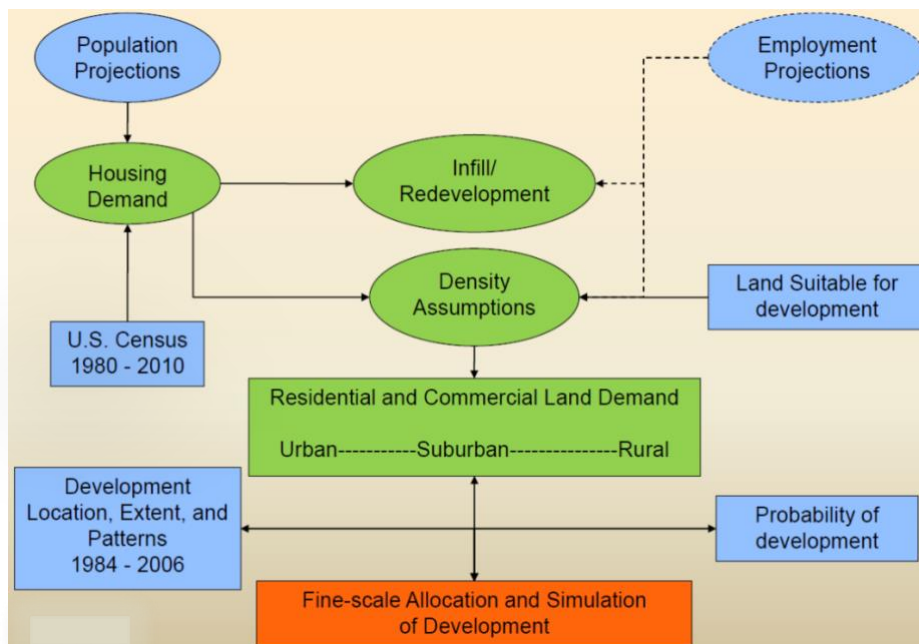 Population
Projections
Employment
Projections
Housing
Demand
Infill/
Redevelopment
Density
Assumptions
Land Suitable for
development
U.S. Census
1980 - 2010
Residential and Commercial Land Demand
Urban-----------Suburban---------------Rural
Development
Location, Extent, and
Patterns
1984 - 2006
Probability of
development
Fine-scale Allocation and Simulation
of Development